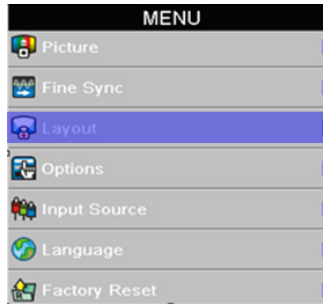 MENU
Picture
Fine Sync
Layout
Options
Input Source
Language
Factory Reset